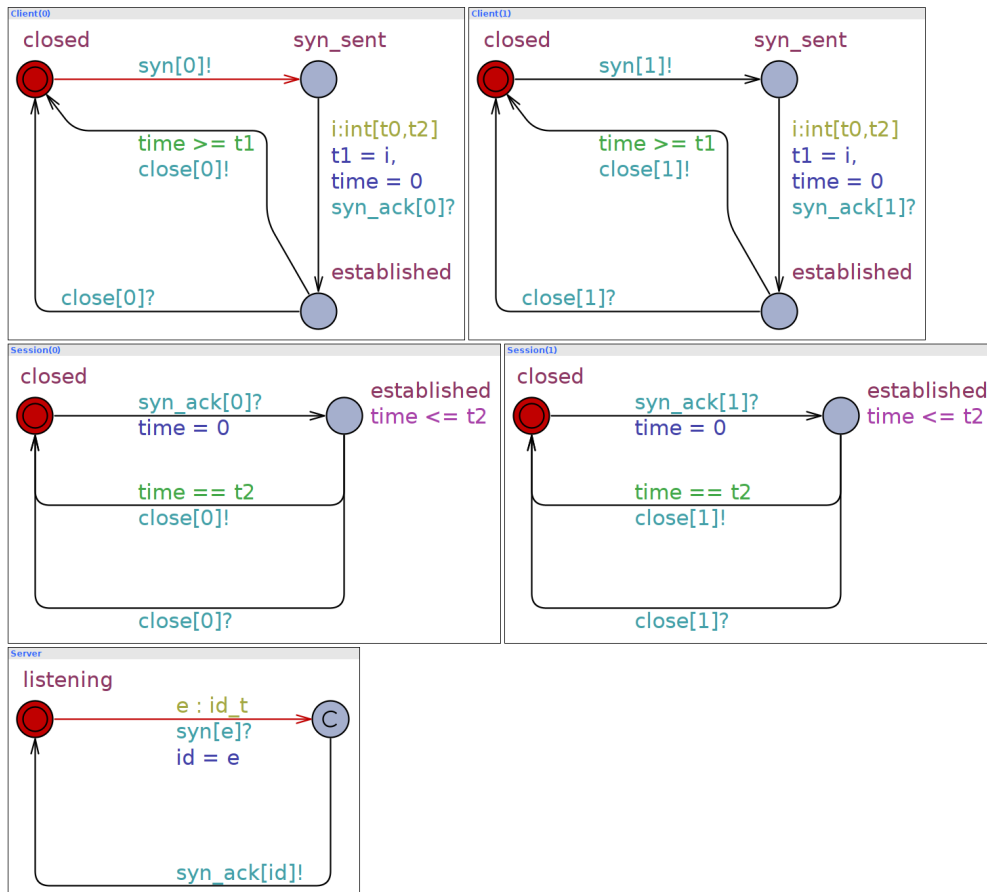 Client(0)
closed
syn_sent
syn[0]!
i:int[t0,t2]
t1 = i,
time = 0
syn_ack[0]?
time >= t1
close[0]!
established
close[0]?
Client(1)
closed
syn_sent
syn[1]!
i:int[t0,t2]
t1 = i,
time = 0
syn_ack[1]?
time >= t1
close[1]!
established
close[1]?
Session(0)
closed
syn_ack[0]?
time = 0
established
time <= t2
time == t2
close[0]!
close[0]?
Session(1)
closed
syn_ack[1]?
time = 0
established
time <= t2
time == t2
close[1]!
close[1]?
Server
listening
e : id_t
syn[e]?
id = e
C
syn_ack[id]!